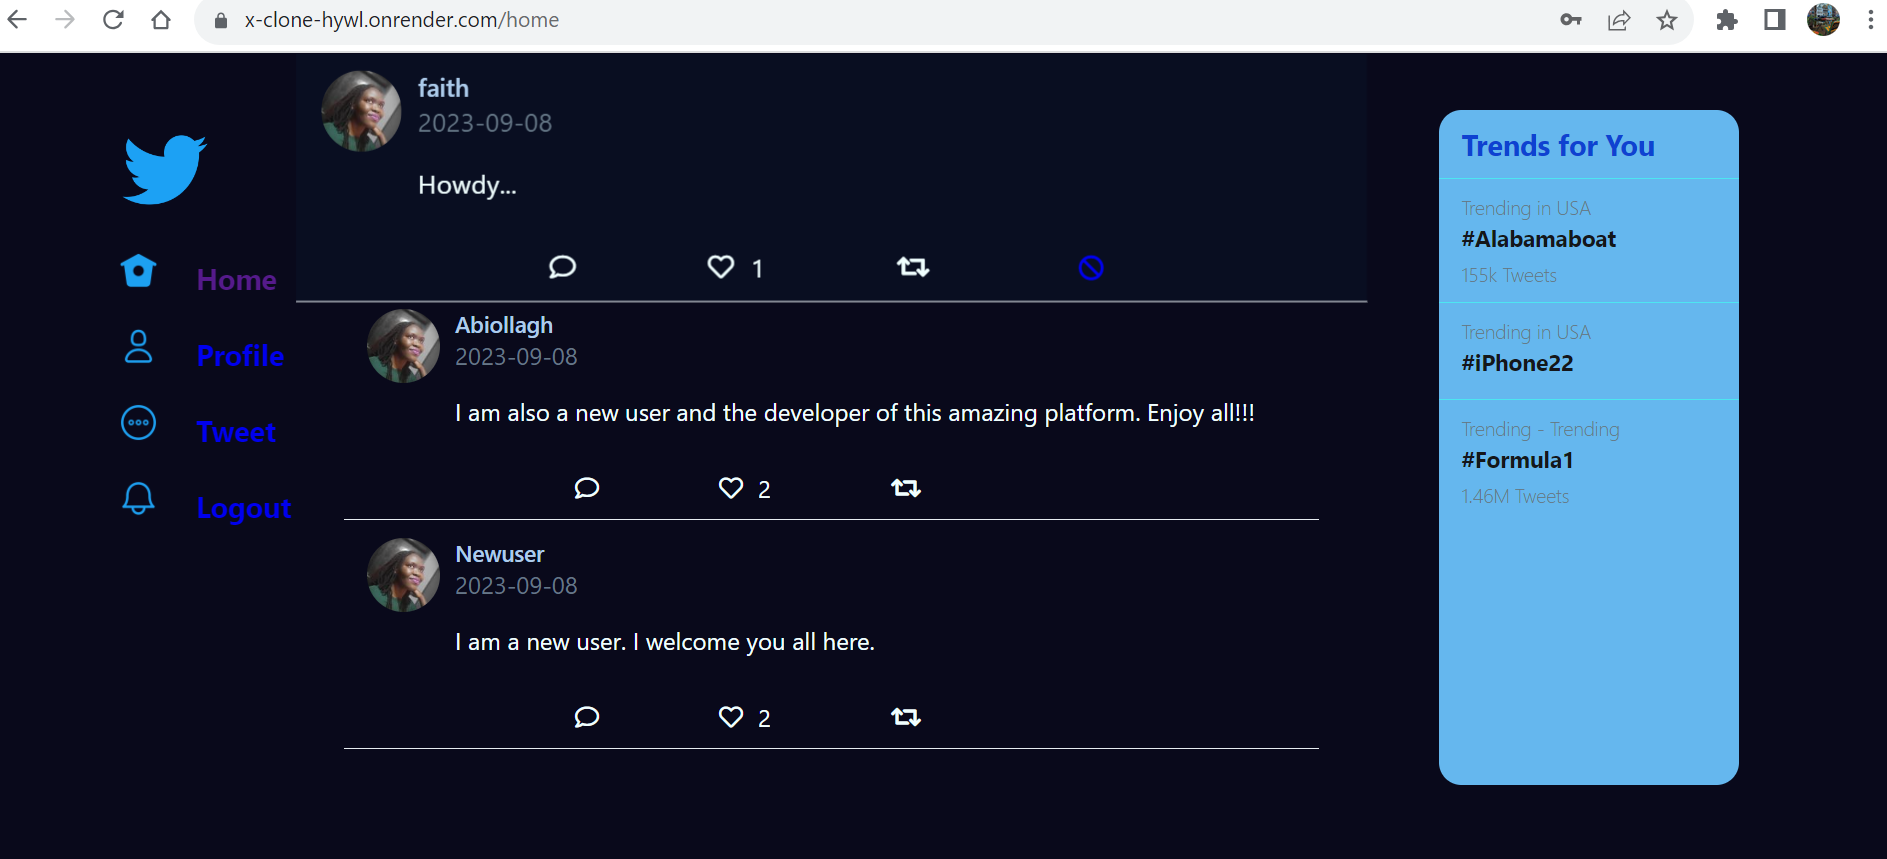 x-clone-hywl.onrender.com/home
Home
Profile
Tweet
Logout
faith
2023-09-08
Howdy...
1
Abiollagh
2023-09-08
I am also a new user and the developer of this amazing platform. Enjoy all!!!
2
Newuser
2023-09-08
I am a new user. I welcome you all here.
2
Trends for You
Trending in USA
#Alabamaboat
155k Tweets
Trending in USA
#iPhone22
Trending - Trending
#Formula1
1.46M Tweets